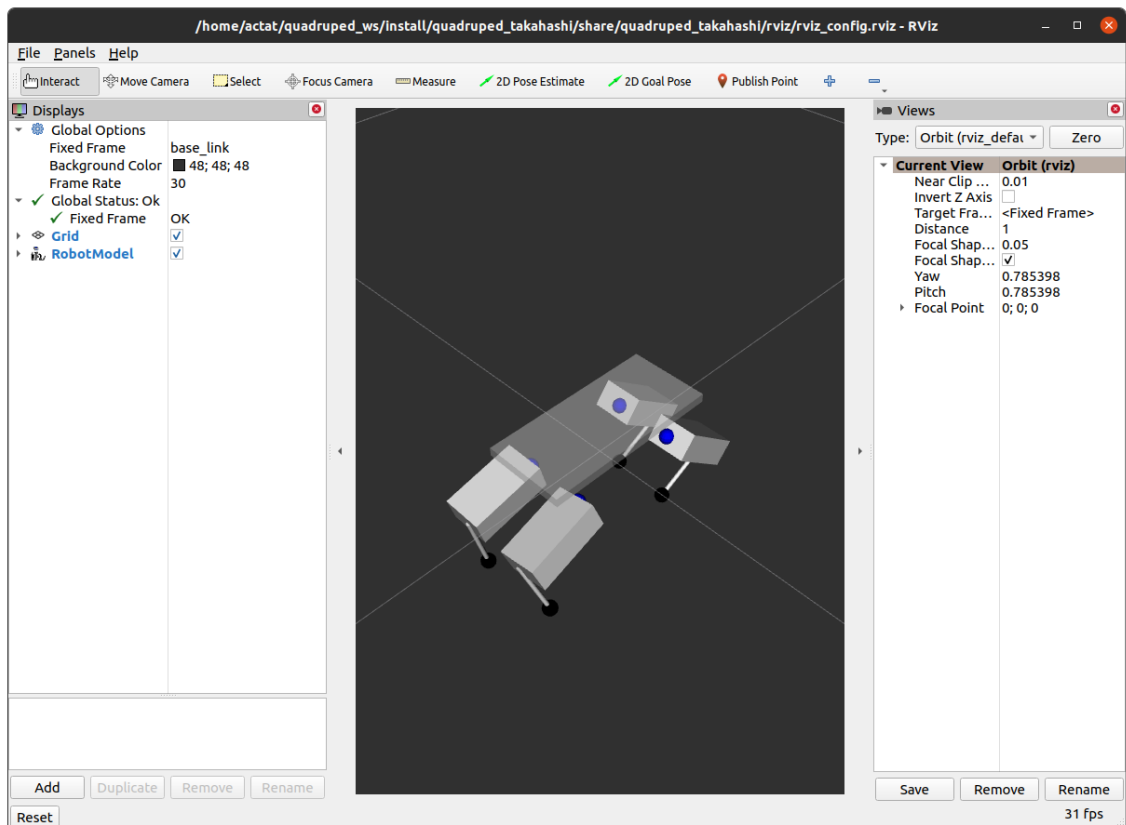 /home/actat/quadruped_ws/install/quadruped_takahashi/share/quadruped_takahashi/rviz/rviz_config.rviz - RViz
File Panels Help
Interact Move Camera Select Focus Camera Measure 2D Pose Estimate 2D Goal Pose Publish Point
Displays
Global Options
Fixed Frame base_link
Background Color 48; 48; 48
Frame Rate 30
Global Status: Ok
Fixed Frame OK
Grid
RobotModel
Add Duplicate Remove Rename
Reset
Views
Type: Orbit (rviz_defau Zero
Current View Orbit (rviz)
Near Clip ... 0.01
Invert Z Axis
Target Fra... <Fixed Frame>
Distance 1
Focal Shap... 0.05
Focal Shap...
Yaw 0.785398
Pitch 0.785398
Focal Point 0; 0; 0
Save Remove Rename
31 fps